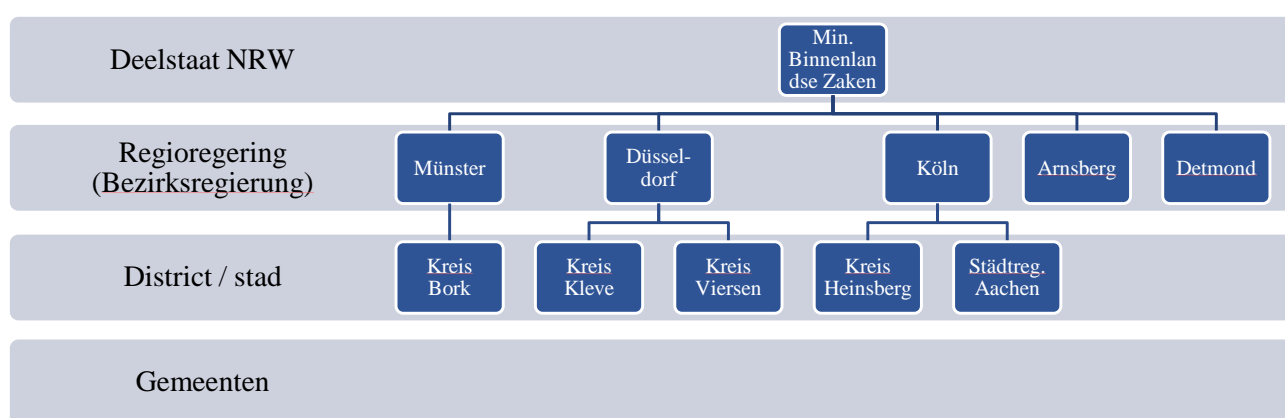 Deelstaat NRW
Min.
Binnenlan
dse Zaken
Regioregering
(Bezirksregierung)
Münster
Düssel-
dorf
Köln
Arnsberg
Detmond
District / stad
Kreis
Bork
Kreis
Kleve
Kreis
Viersen
Kreis
Heinsberg
Städtreg.
Aachen
Gemeenten